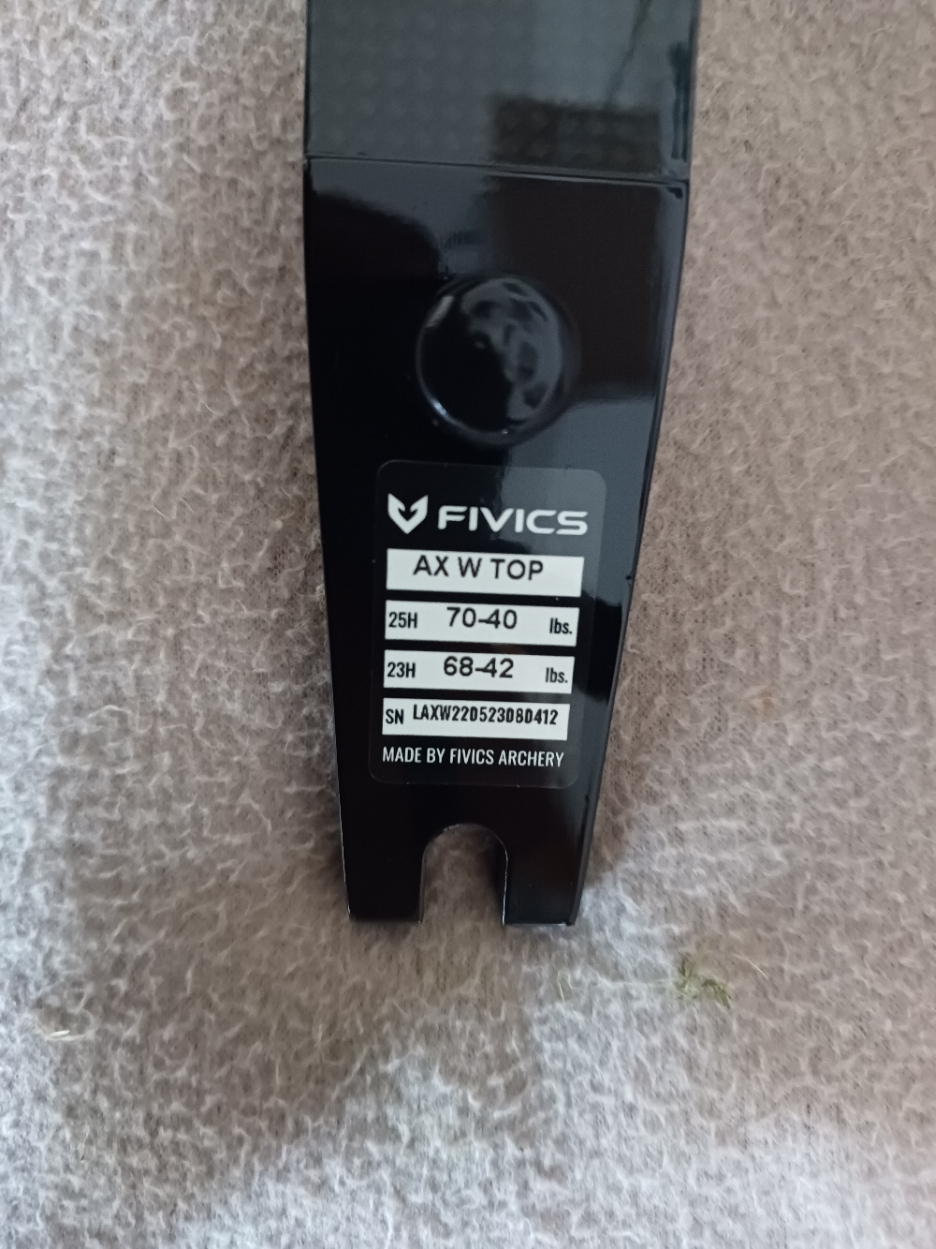 FIVICS
AX W TOP
25H 70-40 lbs.
23H 68-42 lbs.
SN LAXW220523080412
MADE BY FIVICS ARCHERY